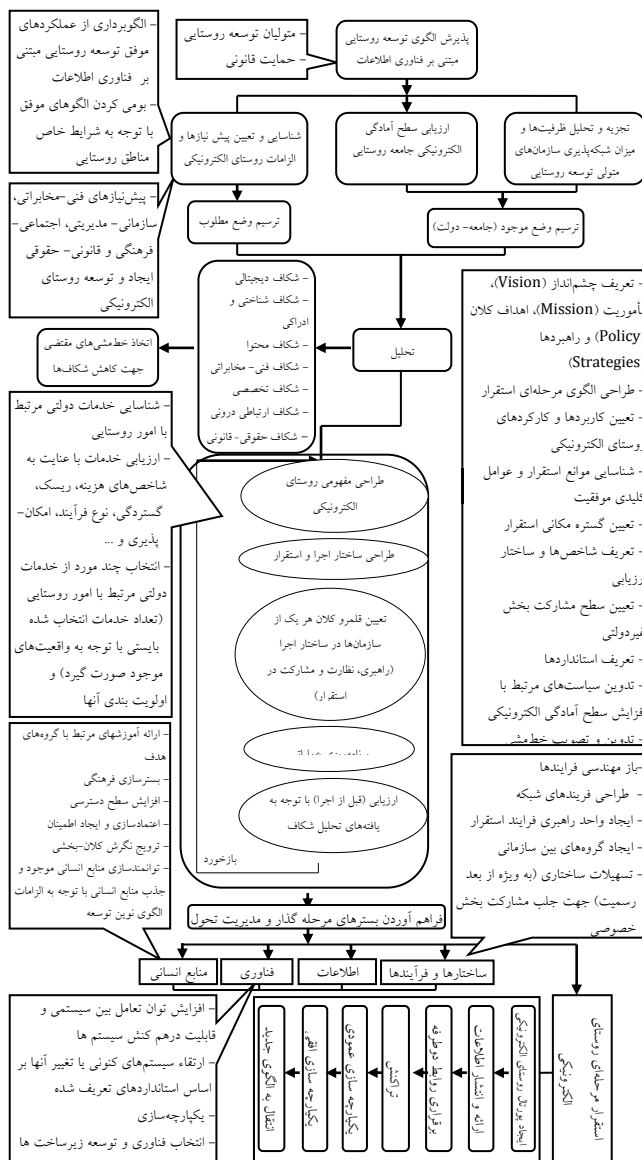 پذیرش الگوی توسعه روستایی
مبتنی بر فناوری اطلاعات
– متولیان توسعه روستایی
– حمایت قانونی
– الگوبرداری از عملکردهای
موفق توسعه روستایی مبتنی
بر فناوری اطلاعات
– بومی کردن الگوهای موفق
با توجه به شرایط خاص
مناطق روستایی
تجزیه و تحلیل ظرفیت‌ها و
میزان شبکه‌پذیری سازمان‌های
متولی توسعه روستایی
ارزیابی سطح آمادگی
الکترونیکی جامعه روستایی
شناسایی و تعیین پیش نیازها و
الزامات روستای الکترونیکی
– پیش‌نیازهای فنی–مخابراتی،
سازمانی– مدیریتی، اجتماعی–
فرهنگی و قانونی– حقوقی
ایجاد و توسعه روستای
الکترونیکی
ترسیم وضع موجود (جامعه– دولت)
ترسیم وضع مطلوب
تحلیل
– شکاف دیجیتالی
– شکاف شناختی و
ادراکی
– شکاف محتوا
– شکاف فنی– مخابراتی
– شکاف تخصصی
– شکاف ارتباطی درونی
– شکاف حقوقی–قانونی
اتخاذ خط‌مشی‌های مقتضی
جهت کاهش شکاف‌ها
– تعریف چشم‌انداز (Vision)،
مأموریت (Mission)، اهداف کلان
Policy) و راهبردها
Strategies)
– طراحی الگوی مرحله‌ای استقرار
– تعیین کاربردها و کارکردهای
روستای الکترونیکی
– شناسایی موانع استقرار و عوامل
کلیدی موفقیت
– تعیین گستره مکانی استقرار
– تعریف شاخص‌ها و ساختار
ارزیابی
– تعیین سطح مشارکت بخش
غیردولتی
– تعریف استانداردها
– تدوین سیاست‌های مرتبط با
افزایش سطح آمادگی الکترونیکی
– تدوین و تصویب خط‌مشی
– شناسایی خدمات دولتی مرتبط
با امور روستایی
– ارزیابی خدمات با عنایت به
شاخص‌های هزینه، ریسک،
گستردگی، نوع فرآیند، امکان–
پذیری و ...
– انتخاب چند مورد از خدمات
دولتی مرتبط با امور روستایی
(تعداد خدمات انتخاب شده
بایستی با توجه به واقعیت‌های
موجود صورت گیرد) و
اولویت بندی آنها
طراحی مفهومی روستای
الکترونیکی
طراحی ساختار اجرا و استقرار
تعیین قلمرو کلان هر یک از
سازمان‌ها در ساختار اجرا
(راهبری، نظارت و مشارکت در
استقرار)
ارزیابی (قبل از اجرا) با توجه به
یافته‌های تحلیل شکاف
بازخورد
– ارائه آموزشهای مرتبط با گروه‌های
هدف
– بسترسازی فرهنگی
– افزایش سطح دسترسی
– اعتمادسازی و ایجاد اطمینان
– ترویج نگرش کلان–بخشی
– توانمندسازی منابع انسانی موجود و
جذب منابع انسانی با توجه به الزامات
الگوی نوین توسعه
–باز مهندسی فرایندها
– طراحی فریندهای شبکه
– ایجاد واحد راهبری فرایند استقرار
– ایجاد گروه‌های بین سازمانی
– تسهیلات ساختاری (به ویژه از بعد
رسمیت) جهت جلب مشارکت بخش
خصوصی
فراهم آوردن بسترهای مرحله گذار و مدیریت تحول
ساختارها و فرآیندها
اطلاعات
فناوری
منابع انسانی
– افزایش توان تعامل بین سیستمی و
قابلیت درهم کنش سیستم ها
– ارتقاء سیستم‌های کنونی یا تغییر آنها بر
اساس استانداردهای تعریف شده
– یکپارچه‌سازی
– انتخاب فناوری و توسعه زیرساخت ها
استقرار مرحله‌ای روستای
الکترونیکی
ایجاد پورتال روستای الکترونیکی
ارائه و انتشار اطلاعات
برقراری روابط دوطرفه
تراکنش
یکپارچه سازی عمودی
یکپارچه سازی افقی
انتقال به الگوی جدید